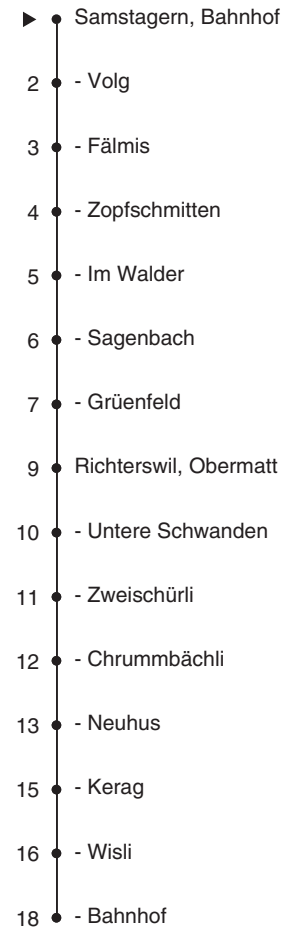 Samstagern, Bahnhof
2 - Volg
3 - Fälmis
4 - Zopfschmitten
5 - Im Walder
6 - Sagenbach
7 - Grüenfeld
9 Richterswil, Obermatt
10 - Untere Schwanden
11 - Zweischürli
12 - Chrummbächli
13 - Neuhus
15 - Kerag
16 - Wisli
18 - Bahnhof